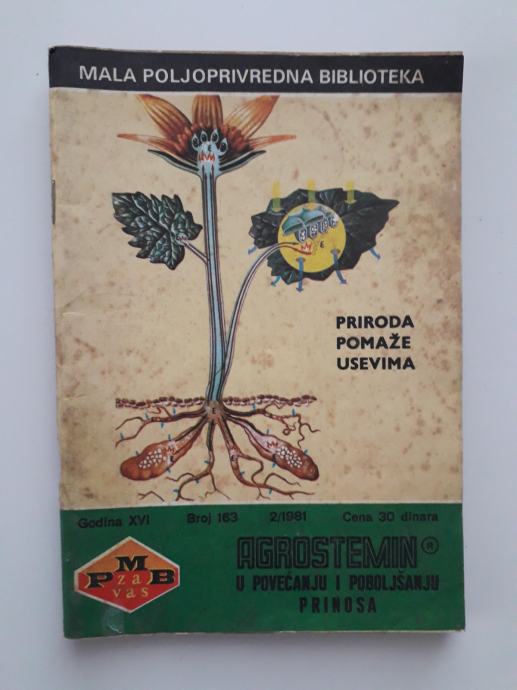 MALA POLJOPRIVREDNA BIBLIOTEKA
PRIRODA
POMAŽE
USEVIMA
Godina XVI Broj 163 2/1981 Cena 30 dinara
PMB
za
vas
AGROSTEMIN®
U POVEĆANJU I POBOLJŠANJU
PRINOSA